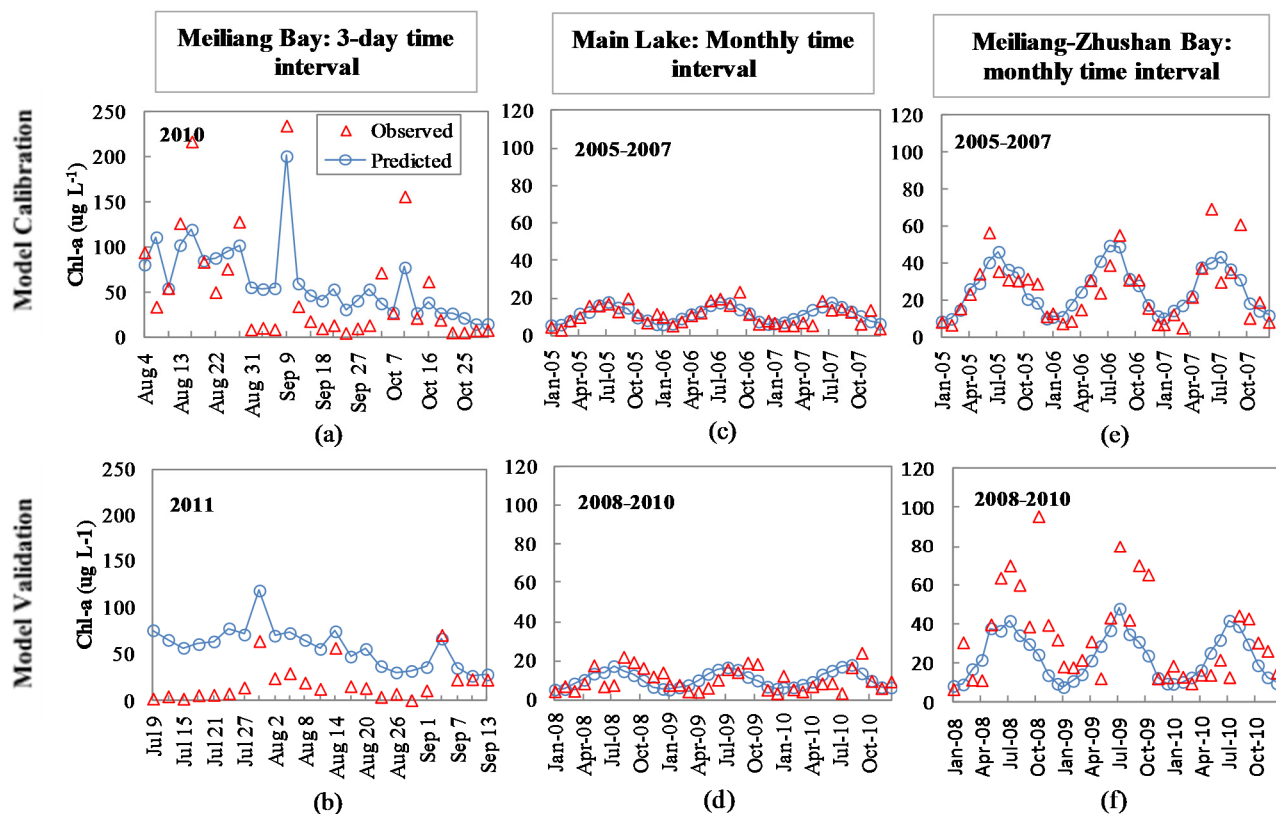 Meiliang Bay: 3-day time
interval
Main Lake: Monthly time
interval
Meiliang-Zhushan Bay:
monthly time interval
Model Calibration
Chl-a (ug L-1)
250
200
150
100
50
0
2010
Observed
Predicted
Aug 4
Aug 13
Aug 22
Aug 31
Sep 9
Sep 18
Sep 27
Oct 7
Oct 16
Oct 25
(a)
120
100
80
60
40
20
0
2005-2007
Jan-05
Apr-05
Jul-05
Oct-05
Jan-06
Apr-06
Jul-06
Oct-06
Jan-07
Apr-07
Jul-07
Oct-07
(c)
120
100
80
60
40
20
0
2005-2007
Jan-05
Apr-05
Jul-05
Oct-05
Jan-06
Apr-06
Jul-06
Oct-06
Jan-07
Apr-07
Jul-07
Oct-07
(e)
Model Validation
Chl-a (ug L-1)
250
200
150
100
50
0
2011
Jul 9
Jul 15
Jul 21
Jul 27
Aug 2
Aug 8
Aug 14
Aug 20
Aug 26
Sep 1
Sep 7
Sep 13
(b)
120
100
80
60
40
20
0
2008-2010
Jan-08
Apr-08
Jul-08
Oct-08
Jan-09
Apr-09
Jul-09
Oct-09
Jan-10
Apr-10
Jul-10
Oct-10
(d)
120
100
80
60
40
20
0
2008-2010
Jan-08
Apr-08
Jul-08
Oct-08
Jan-09
Apr-09
Jul-09
Oct-09
Jan-10
Apr-10
Jul-10
Oct-10
(f)